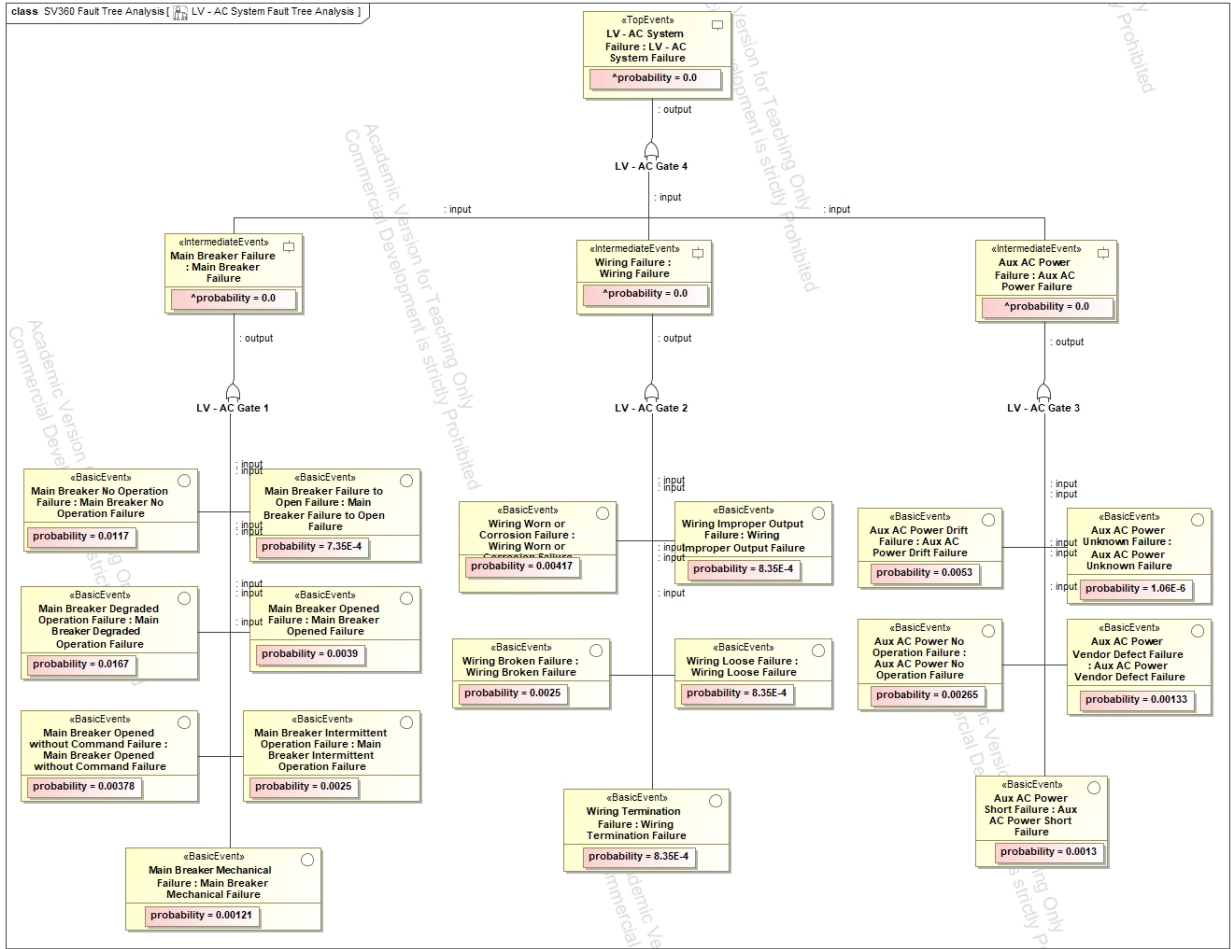 class SV360 Fault Tree Analysis [ LV - AC System Fault Tree Analysis ]
«TopEvent»
LV - AC System
Failure : LV - AC
System Failure
^probability = 0.0
: output
LV - AC Gate 4
: input
: input
: input
«IntermediateEvent»
Main Breaker Failure
: Main Breaker
Failure
^probability = 0.0
«IntermediateEvent»
Wiring Failure :
Wiring Failure
^probability = 0.0
«IntermediateEvent»
Aux AC Power
Failure : Aux AC
Power Failure
^probability = 0.0
: output
: output
: output
LV - AC Gate 1
LV - AC Gate 2
LV - AC Gate 3
: input
: input
«BasicEvent»
Main Breaker No Operation
Failure : Main Breaker No
Operation Failure
probability = 0.0117
«BasicEvent»
Main Breaker Failure to
Open Failure : Main
Breaker Failure to Open
Failure
probability = 7.35E-4
: input
: input
: input
: input
: input
«BasicEvent»
Main Breaker Degraded
Operation Failure : Main
Breaker Degraded
Operation Failure
probability = 0.0167
«BasicEvent»
Main Breaker Opened
Failure : Main Breaker
Opened Failure
probability = 0.0039
«BasicEvent»
Main Breaker Opened
without Command Failure :
Main Breaker Opened
without Command Failure
probability = 0.00378
«BasicEvent»
Main Breaker Intermittent
Operation Failure : Main
Breaker Intermittent
Operation Failure
probability = 0.0025
«BasicEvent»
Main Breaker Mechanical
Failure : Main Breaker
Mechanical Failure
probability = 0.00121
: input
: input
«BasicEvent»
Wiring Worn or
Corrosion Failure :
Wiring Worn or
Corrosion Failure
probability = 0.00417
«BasicEvent»
Wiring Improper Output
Failure : Wiring
Improper Output Failure
probability = 8.35E-4
: input
: input
: input
«BasicEvent»
Wiring Broken Failure :
Wiring Broken Failure
probability = 0.0025
«BasicEvent»
Wiring Loose Failure :
Wiring Loose Failure
probability = 8.35E-4
«BasicEvent»
Wiring Termination
Failure : Wiring
Termination Failure
probability = 8.35E-4
: input
: input
«BasicEvent»
Aux AC Power Drift
Failure : Aux AC
Power Drift Failure
probability = 0.0053
«BasicEvent»
Aux AC Power
Unknown Failure :
Aux AC Power
Unknown Failure
probability = 1.06E-6
: input
: input
: input
«BasicEvent»
Aux AC Power No
Operation Failure :
Aux AC Power No
Operation Failure
probability = 0.00265
«BasicEvent»
Aux AC Power
Vendor Defect Failure
: Aux AC Power
Vendor Defect Failure
probability = 0.00133
«BasicEvent»
Aux AC Power
Short Failure : Aux
AC Power Short
Failure
probability = 0.0013
Academic Version for Teaching Only
Commercial Development is strictly Prohibited